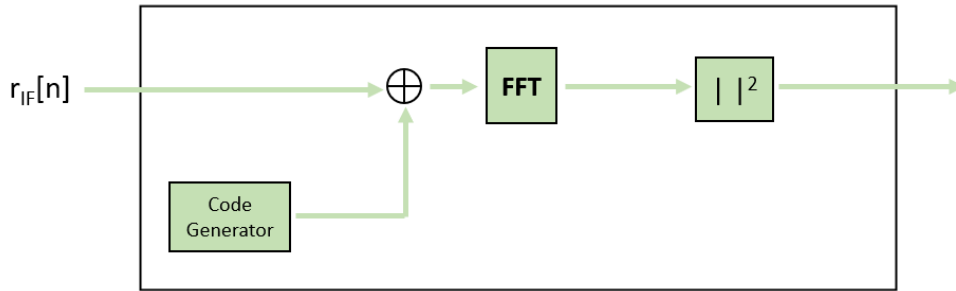 r_IF[n]
FFT
| |²
Code
Generator